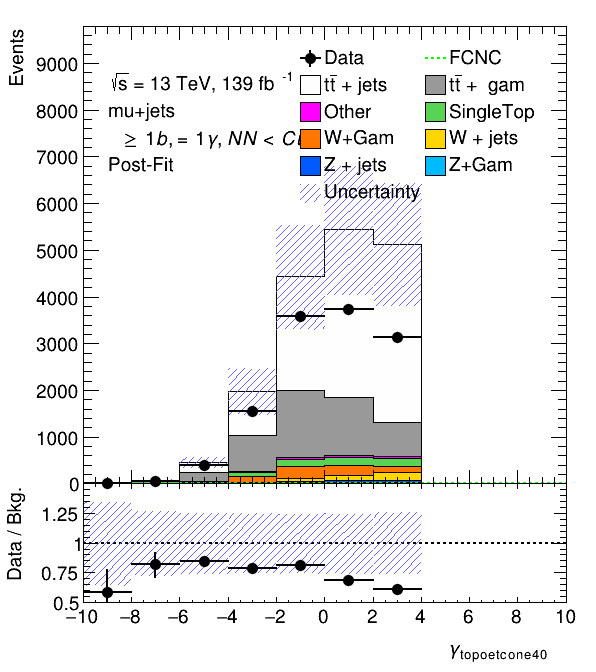 Events
9000
8000
7000
6000
5000
4000
3000
2000
1000
0
√s = 13 TeV, 139 fb -1
mu+jets
≥ 1b, = 1γ, NN <
Post-Fit
Data
FCNC
tt̄ + jets
tt̄ + gam
Other
SingleTop
W+Gam
W + jets
Z + jets
Z+Gam
Uncertainty
Data / Bkg.
1.25
1
0.75
0.5
−10 −8 −6 −4 −2 0 2 4 6 8 10
γtopoetcone40